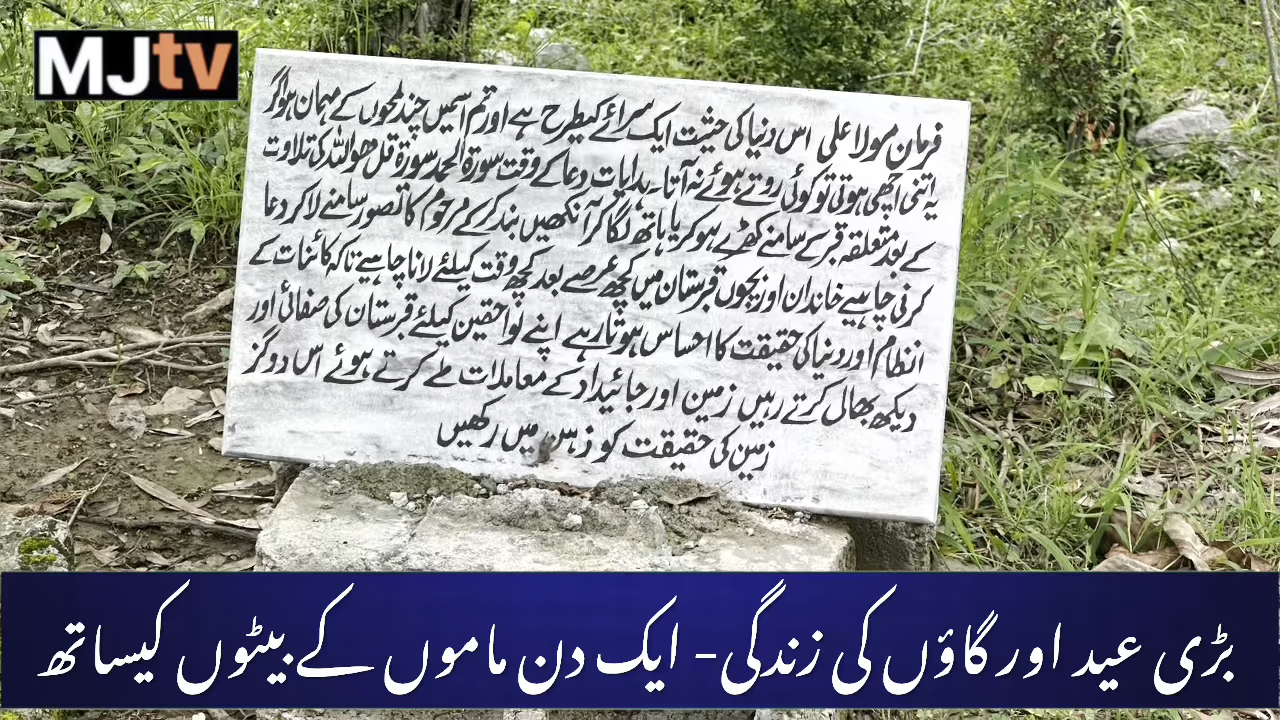 MJtv
فرمان مولا علی اس دنیا کی حثیت ایک سرائے کیطرح ہے اور تم اسمیں چند لمحوں کے مہمان ہو اگر
یہ اتنی اچھی ہوتی تو کوئی روتے ہوئے نہ آتا۔ ہدایات دعا کے وقت سورۃ الحمد سورۃ قل ھو اللہ کی تلاوت
کے بعد متعلقہ قبر کے سامنے کھڑے ہو کر یا ہاتھ لگا کر آنکھیں بند کر کے مرحوم کا تصور سامنے لا کر دعا
کرنی چاہیے خاندان اور بچوں قبرستان میں کچھ عرصے بعد کچھ وقت کیلئے لانا چاہیے تاکہ کائنات کے
انظام اور دنیا کی حقیقت کا احساس ہوتا رہے اپنے لواحقین کیلئے قبرستان کی صفائی اور
دیکھ بھال کرتے رہیں زمین اور جائیداد کے معاملات طے کرتے ہوئے اس دو گز
زمین کی حقیقت کو زہن میں رکھیں
بڑی عید اور گاؤں کی زندگی- ایک دن ماموں کے بیٹوں کیساتھ